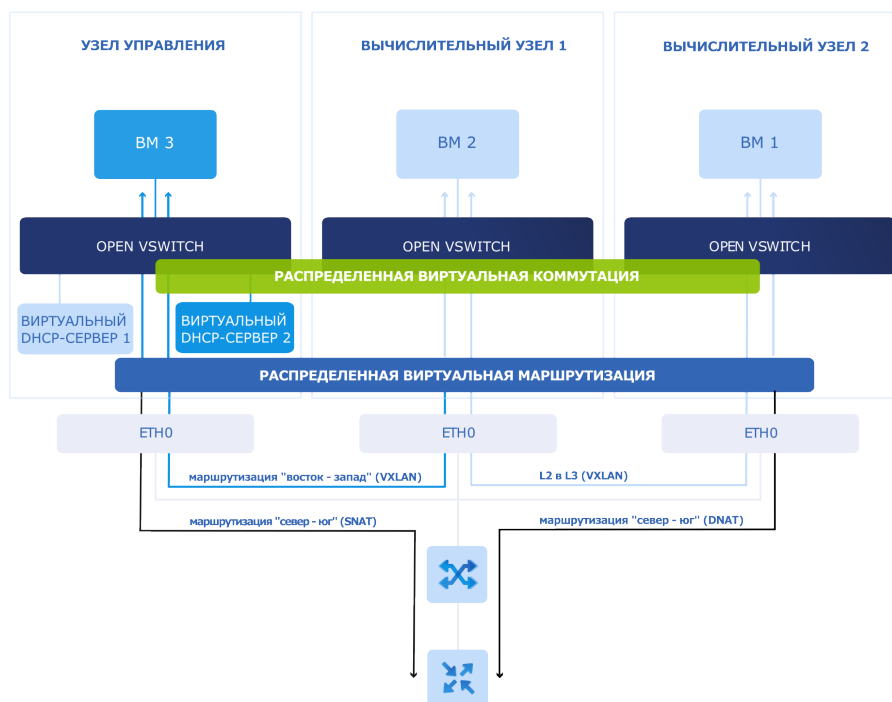 УЗЕЛ УПРАВЛЕНИЯ
ВЫЧИСЛИТЕЛЬНЫЙ УЗЕЛ 1
ВЫЧИСЛИТЕЛЬНЫЙ УЗЕЛ 2
ВМ 3
ВМ 2
ВМ 1
OPEN VSWITCH
OPEN VSWITCH
OPEN VSWITCH
РАСПРЕДЕЛЕННАЯ ВИРТУАЛЬНАЯ КОММУТАЦИЯ
ВИРТУАЛЬНЫЙ
DHCP-СЕРВЕР 1
ВИРТУАЛЬНЫЙ
DHCP-СЕРВЕР 2
РАСПРЕДЕЛЕННАЯ ВИРТУАЛЬНАЯ МАРШРУТИЗАЦИЯ
ETH0
ETH0
ETH0
маршрутизация "восток - запад" (VXLAN)
L2 в L3 (VXLAN)
маршрутизация "север - юг" (SNAT)
маршрутизация "север - юг" (DNAT)